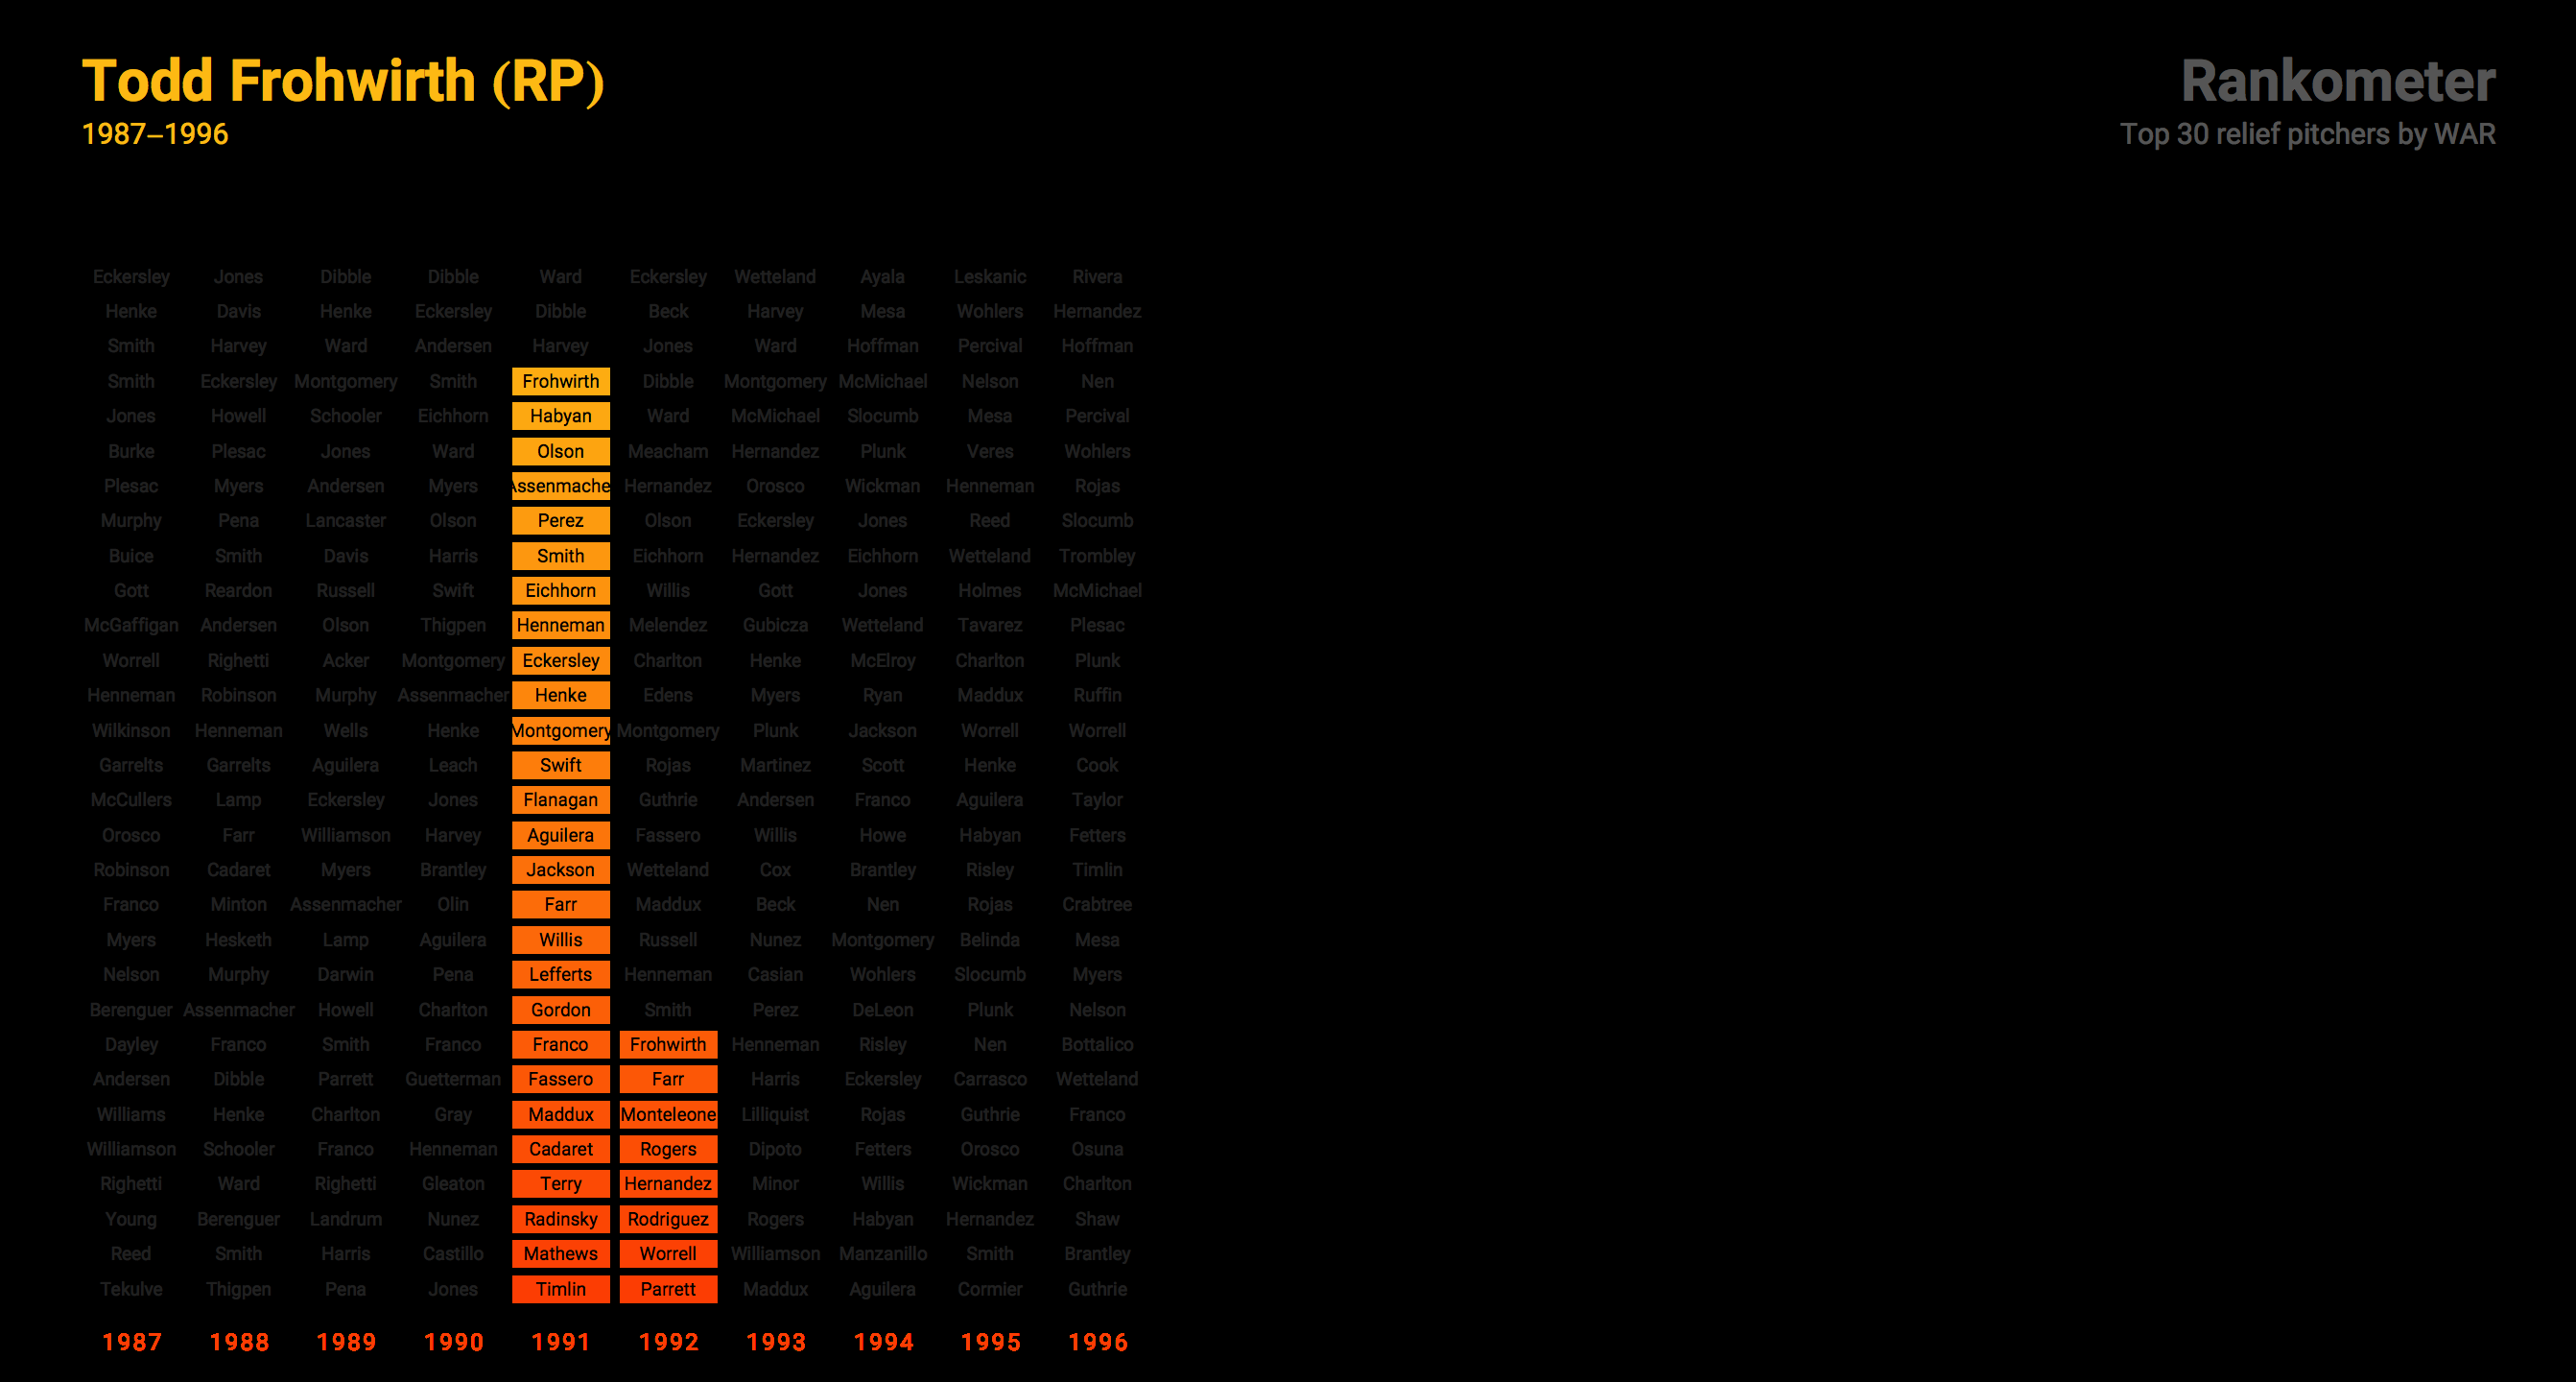 Todd Frohwirth (RP)
1987–1996
Rankometer
Top 30 relief pitchers by WAR
Eckersley Jones Dibble Dibble Ward Eckersley Wetteland Ayala Leskanic Rivera
Henke Davis Henke Eckersley Dibble Beck Harvey Mesa Wohlers Hernandez
Smith Harvey Ward Andersen Harvey Jones Ward Hoffman Percival Hoffman
Smith Eckersley Montgomery Smith Frohwirth Dibble Montgomery McMichael Nelson Nen
Jones Howell Schooler Eichhorn Habyan Ward McMichael Slocumb Mesa Percival
Burke Plesac Jones Ward Olson Meacham Hernandez Plunk Veres Wohlers
Plesac Myers Andersen Myers Assenmache Hernandez Orosco Wickman Henneman Rojas
Murphy Pena Lancaster Olson Perez Olson Eckersley Jones Reed Slocumb
Buice Smith Davis Harris Smith Eichhorn Hernandez Eichhorn Wetteland Trombley
Gott Reardon Russell Swift Eichhorn Willis Gott Jones Holmes McMichael
McGaffigan Andersen Olson Thigpen Henneman Melendez Gubicza Wetteland Tavarez Plesac
Worrell Righetti Acker Montgomery Eckersley Charlton Henke McElroy Charlton Plunk
Henneman Robinson Murphy Assenmacher Henke Edens Myers Ryan Maddux Ruffin
Wilkinson Henneman Wells Henke Montgomery Montgomery Plunk Jackson Worrell Worrell
Garrelts Garrelts Aguilera Leach Swift Rojas Martinez Scott Henke Cook
McCullers Lamp Eckersley Jones Flanagan Guthrie Andersen Franco Aguilera Taylor
Orosco Farr Williamson Harvey Aguilera Fassero Willis Howe Habyan Fetters
Robinson Cadaret Myers Brantley Jackson Wetteland Cox Brantley Risley Timlin
Franco Minton Assenmacher Olin Farr Maddux Beck Nen Rojas Crabtree
Myers Hesketh Lamp Aguilera Willis Russell Nunez Montgomery Belinda Mesa
Nelson Murphy Darwin Pena Lefferts Henneman Casian Wohlers Slocumb Myers
Berenguer Assenmacher Howell Charlton Gordon Smith Perez DeLeon Plunk Nelson
Dayley Franco Smith Franco Franco Frohwirth Henneman Risley Nen Bottalico
Andersen Dibble Parrett Guetterman Fassero Farr Harris Eckersley Carrasco Wetteland
Williams Henke Charlton Gray Maddux Monteleone Lilliquist Rojas Guthrie Franco
Williamson Schooler Franco Henneman Cadaret Rogers Dipoto Fetters Orosco Osuna
Righetti Ward Righetti Gleaton Terry Hernandez Minor Willis Wickman Charlton
Young Berenguer Landrum Nunez Radinsky Rodriguez Rogers Habyan Hernandez Shaw
Reed Smith Harris Castillo Mathews Worrell Williamson Manzanillo Smith Brantley
Tekulve Thigpen Pena Jones Timlin Parrett Maddux Aguilera Cormier Guthrie
1987 1988 1989 1990 1991 1992 1993 1994 1995 1996